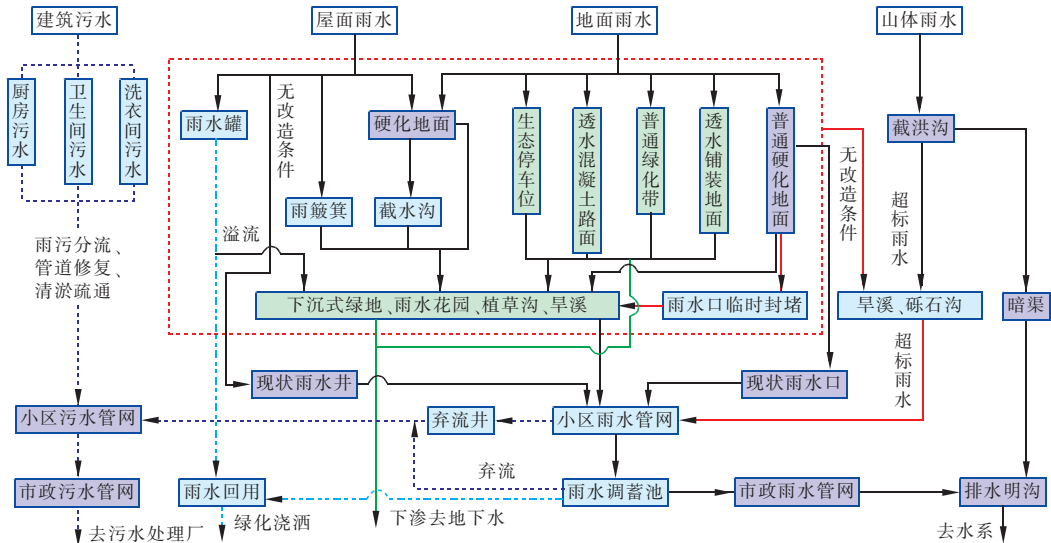 建筑污水
屋面雨水
地面雨水
山体雨水
厨房污水
卫生间污水
洗衣间污水
雨水罐
无改造条件
硬化地面
生态停车位
透水混凝土路面
普通绿化带
透水铺装地面
普通硬化地面
无改造条件
截洪沟
雨簸箕
截水沟
超标雨水
溢流
雨污分流、
管道修复、
清淤疏通
下沉式绿地、雨水花园、植草沟、旱溪
雨水口临时封堵
旱溪、砾石沟
暗渠
超标雨水
现状雨水井
现状雨水口
小区污水管网
弃流井
小区雨水管网
弃流
市政污水管网
雨水回用
雨水调蓄池
市政雨水管网
排水明沟
去污水处理厂
绿化浇洒
下渗去地下水
去水系